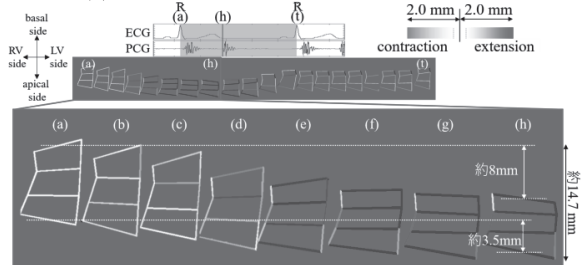 R R
(a) (h) (t)
ECG
PCG
basal
side
RV LV
side side
apical
side
2.0 mm 2.0 mm
contraction extension
(a) (h) (t)
(a) (b) (c) (d) (e) (f) (g) (h)
約8mm
約3.5mm
約14.7 mm